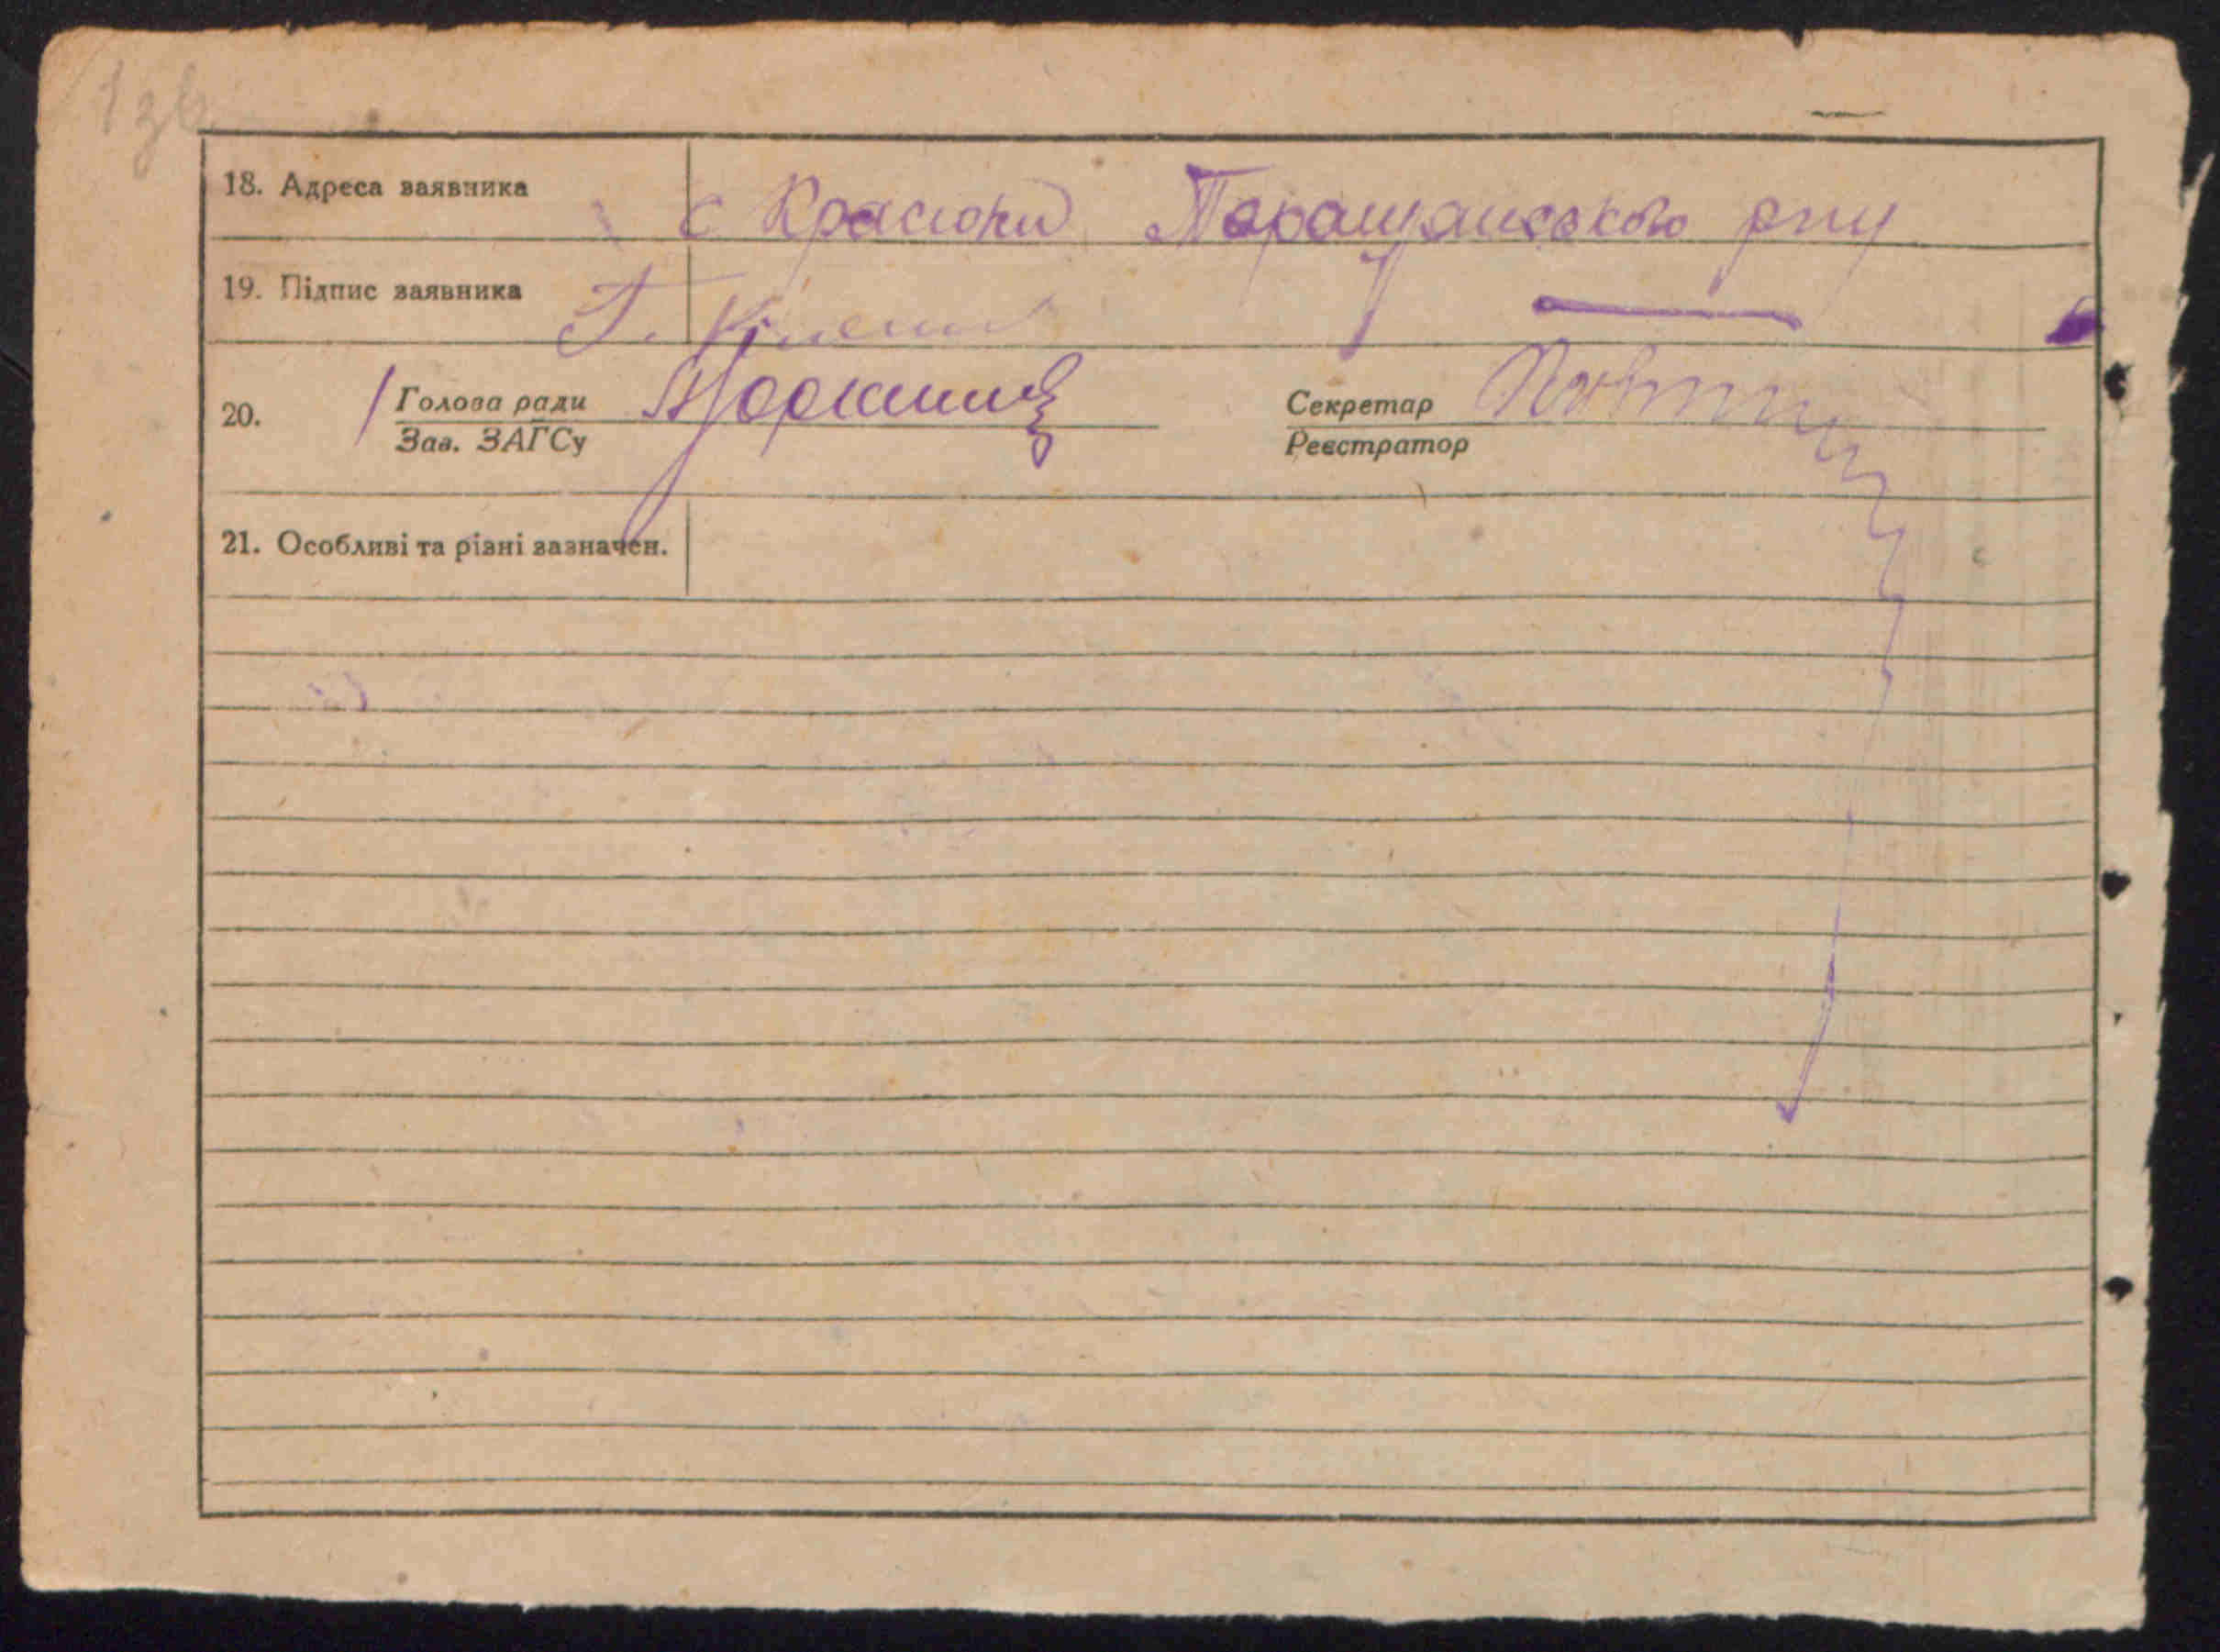 1зв
18. Адреса заявника с Красюки Таращанського р-ну
19. Підпис заявника
20. Голова ради Секретар
Зав. ЗАГСу Реєстратор
21. Особливі та різні зазначен.